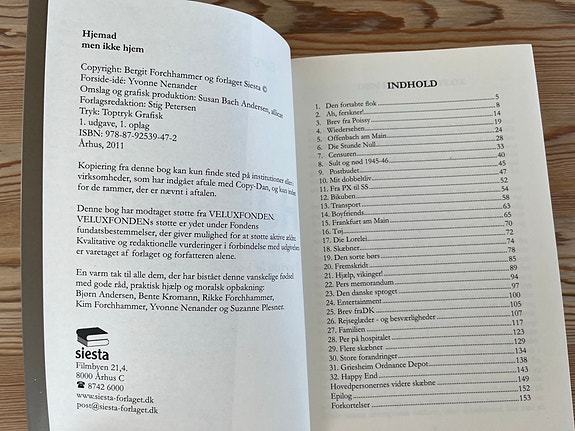 Hjemad
men ikke hjem
Copyright: Bergit Forchhammer og forlaget Siesta ©
Forside-idé: Yvonne Nenander
Omslag og grafisk produktion: Susan Bach Andersen,
Forlagsredaktion: Stig Petersen
Tryk: Toptryk Grafisk
1. udgave, 1. oplag
ISBN: 978-87-92539-47-2
Århus, 2011
Kopiering fra denne bog kan kun finde sted på institutioner eller
virksomheder, som har indgået aftale med Copy-Dan, og kun inden
for de rammer, der er nævnt i aftalen.
Denne bog har modtaget støtte fra VELUXFONDEN.
VELUXFONDENs støtte er ydet under Fondens
fundatsbestemmelser, der giver mulighed for at støtte aktive ældre.
Kvalitative og redaktionelle vurderinger i forbindelse med udgivelsen
er varetaget af forlaget og forfatteren alene.
En varm tak til alle dem, der har bistået denne vanskelige fødsel
med gode råd, praktisk hjælp og moralsk opbakning:
Bjørn Andersen, Bente Kromann, Rikke Forchhammer,
Kim Forchhammer, Yvonne Nenander og Suzanne Plesner.
siesta
Filmbyen 21,4.
8000 Århus C
☎ 8742 6000
www.siesta-forlaget.dk
post@siesta-forlaget.dk
INDHOLD
1. Den fortabte flok 5
2. Ah, ferskner! 8
3. Brev fra Poissy 14
4. Wiedersehen 19
5. Offenbach am Main 24
6. Die Stunde Null 28
7. Censuren 33
8. Sult og nød 1945-46 38
9. Postbudet 40
10. Mit dobbeltliv 47
11. Fra PX til SS 52
12. Bikuben 54
13. Transport 58
14. Boyfriends 63
15. Frankfurt am Main 65
16. Tøj 70
17. Die Lorelei 72
18. Skæbner 74
19. Den sorte børs 78
20. Fremskridt 85
21. Hjælp, vikinger! 89
22. Pers memorandum 94
23. Det danske sproget 97
24. Entertainment 100
25. Brev fraDK 105
26. Rejseglæder - og besværligheder 107
27. Familien 115
28. Per på hospitalet 123
29. Flere skæbner 129
30. Store forandringer 134
31. Griesheim Ordnance Depot 138
32. Happy End 143
Hovedpersonernes videre skæbne 149
Epilog 152
Forkortelser 153